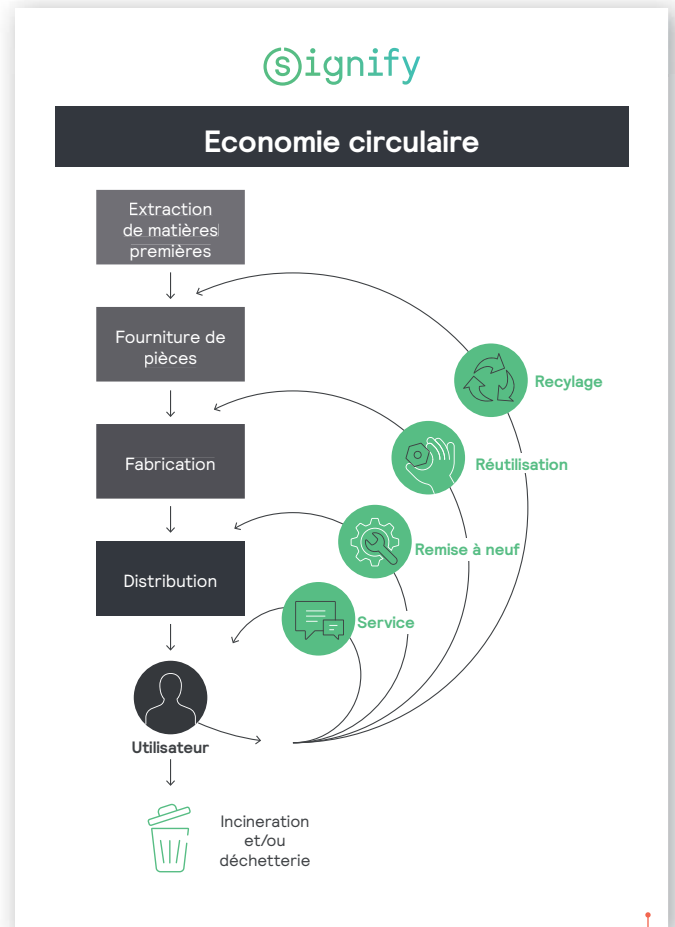 signify
Economie circulaire
Extraction
de matières
premières
Fourniture de
pièces
Recylage
Fabrication
Réutilisation
Remise à neuf
Distribution
Service
Utilisateur
Incineration
et/ou
déchetterie